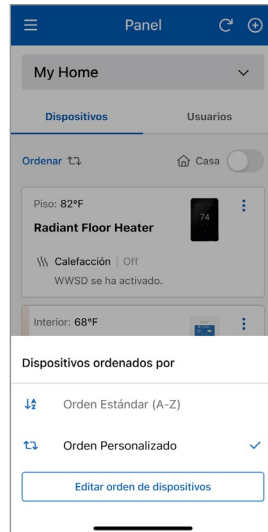 Panel
My Home
Dispositivos Usuarios
Ordenar Casa
Piso: 82°F
Radiant Floor Heater
74
Calefacción | Off
WWSD se ha activado.
Interior: 68°F
Dispositivos ordenados por
Orden Estándar (A-Z)
Orden Personalizado
Editar orden de dispositivos